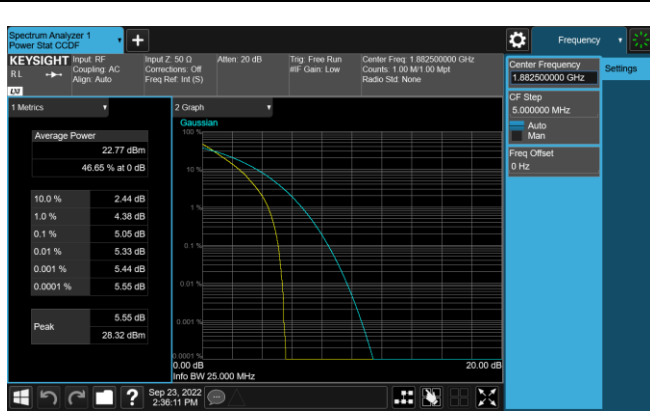 Spectrum Analyzer 1
Power Stat CCDF
+
Frequency
KEYSIGHT
R L
Input: RF
Coupling: AC
Align: Auto
Input Z: 50 Ω
Corrections: Off
Freq Ref: Int (S)
Atten: 20 dB
Trig: Free Run
#IF Gain: Low
Center Freq: 1.882500000 GHz
Counts: 1.00 M/1.00 Mpt
Radio Std: None
Center Frequency
1.882500000 GHz
Settings
CF Step
5.000000 MHz
Auto
Man
Freq Offset
0 Hz
1 Metrics
Average Power
22.77 dBm
46.65 % at 0 dB
10.0 % 2.44 dB
1.0 % 4.38 dB
0.1 % 5.05 dB
0.01 % 5.33 dB
0.001 % 5.44 dB
0.0001 % 5.55 dB
Peak
5.55 dB
28.32 dBm
2 Graph
Gaussian
100 %
10 %
1 %
0.1 %
0.01 %
0.001 %
0.0001 %
0.00 dB 20.00 dB
Info BW 25.000 MHz
?
Sep 23, 2022
2:36:11 PM